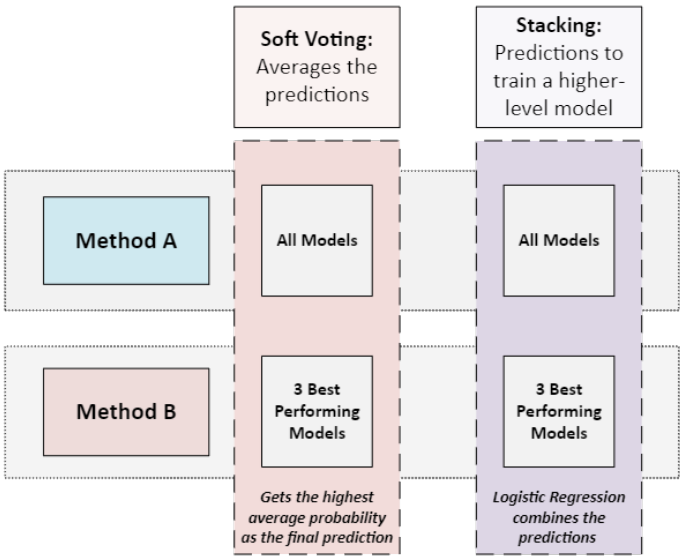 Soft Voting:
Averages the
predictions
Stacking:
Predictions to
train a higher-
level model
Method A
All Models
All Models
Method B
3 Best
Performing
Models
3 Best
Performing
Models
Gets the highest
average probability
as the final prediction
Logistic Regression
combines the
predictions